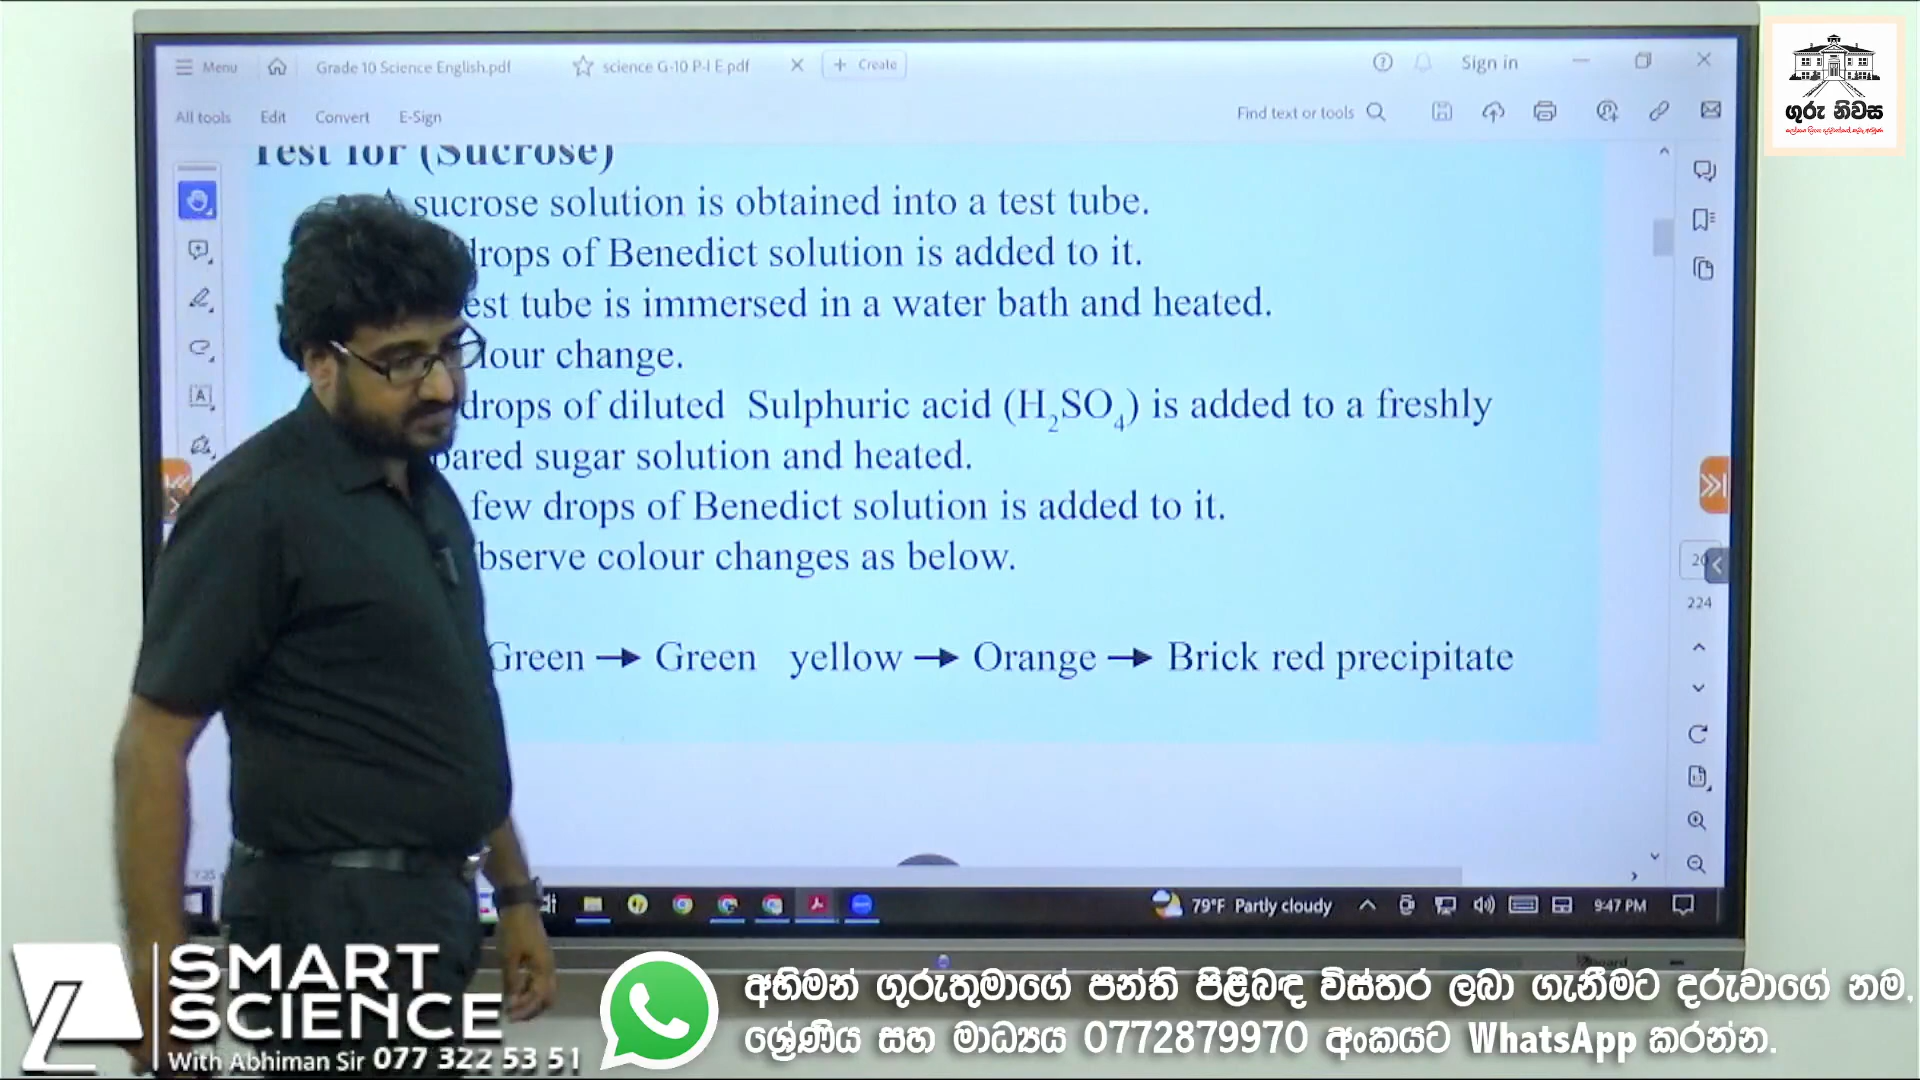 Menu
Grade 10 Science English.pdf
science G-10 P-I E.pdf
Create
Sign in
All tools
Edit
Convert
E-Sign
Find text or tools
Test for (Sucrose)
A sucrose solution is obtained into a test tube.
drops of Benedict solution is added to it.
tube is immersed in a water bath and heated.
change.
drops of diluted Sulphuric acid (H₂SO₄) is added to a freshly
sugar solution and heated.
few drops of Benedict solution is added to it.
colour changes as below.
Green → Green yellow → Orange → Brick red precipitate
20
224
79°F Partly cloudy
9:47 PM
ගුරු නිවස
SMART
SCIENCE
With Abhiman Sir 077 322 53 51
අභිමන් ගුරුතුමාගේ පන්ති පිළිබඳ විස්තර ලබා ගැනීමට දරුවාගේ නම,
ශ්‍රේණිය සහ මාධ්‍යය 0772879970 අංකයට WhatsApp කරන්න.